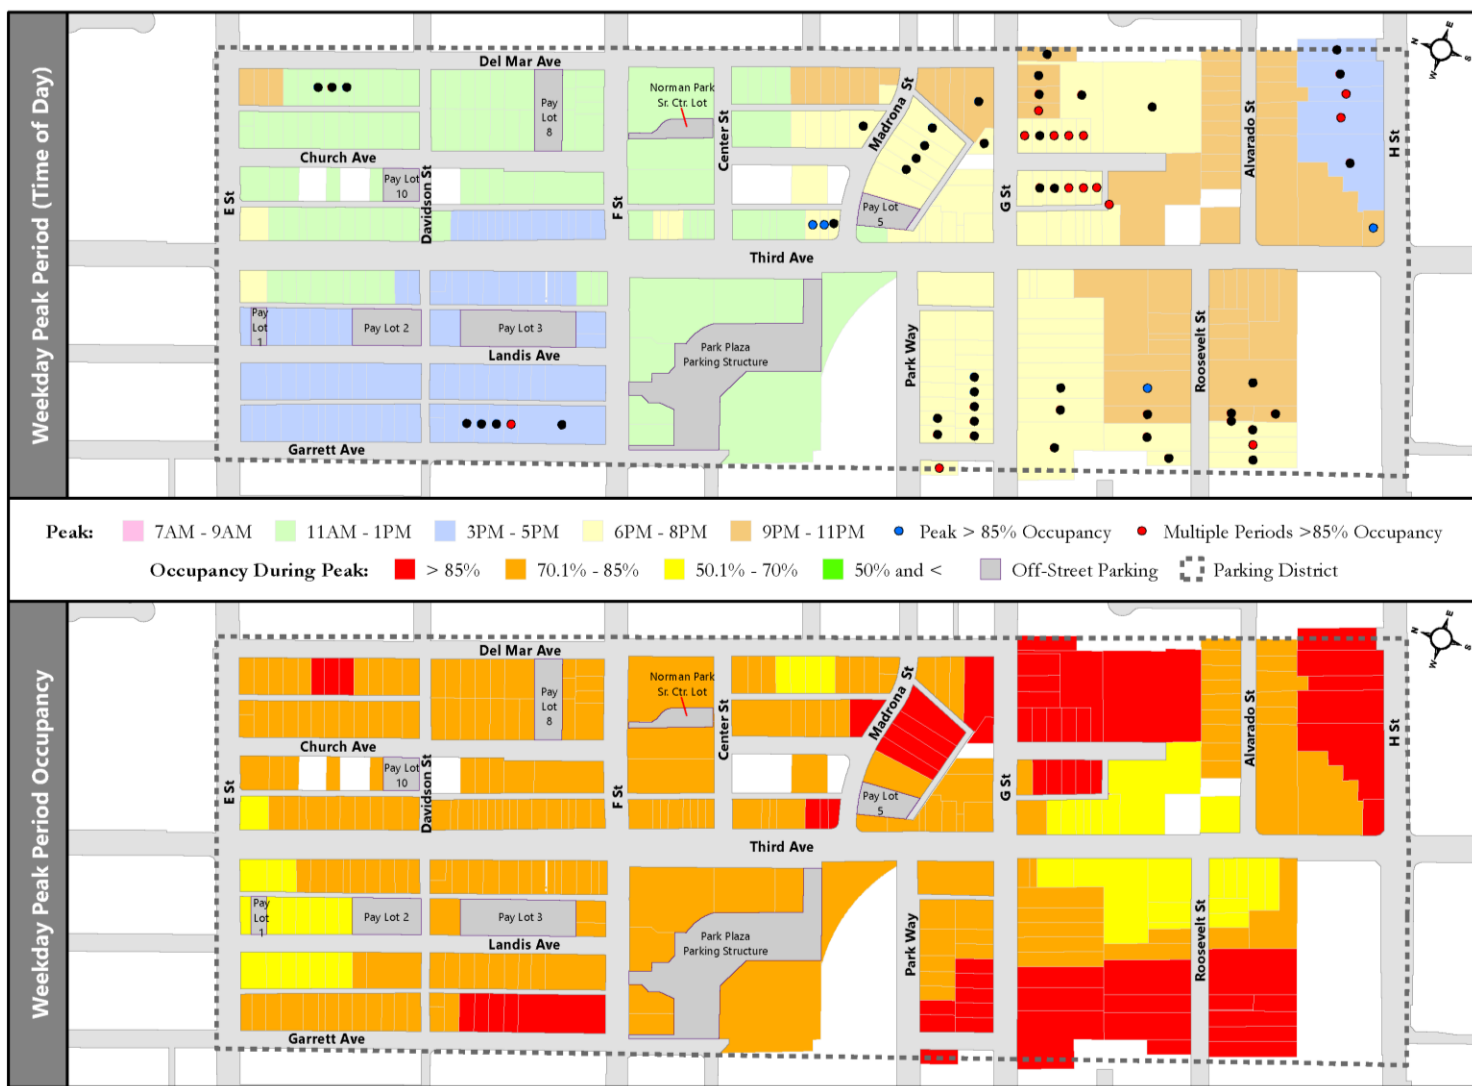 Weekday Peak Period (Time of Day)
Del Mar Ave
Pay
Lot
8
Norman Park
Sr. Ctr. Lot
Center St
Madrona St
Alvarado St
H St
N
E
S
W
Church Ave
E St
Pay Lot
10
Davidson St
F St
Pay Lot
5
G St
Third Ave
Pay
Lot
1
Pay Lot 2
Pay Lot 3
Landis Ave
Park Plaza
Parking Structure
Park Way
Roosevelt St
Garrett Ave
Peak: 7AM - 9AM 11AM - 1PM 3PM - 5PM 6PM - 8PM 9PM - 11PM Peak > 85% Occupancy Multiple Periods >85% Occupancy
Occupancy During Peak: > 85% 70.1% - 85% 50.1% - 70% 50% and < Off-Street Parking Parking District
Weekday Peak Period Occupancy
Del Mar Ave
Pay
Lot
8
Norman Park
Sr. Ctr. Lot
Center St
Madrona St
Alvarado St
H St
N
E
S
W
Church Ave
E St
Pay Lot
10
Davidson St
F St
Pay Lot
5
G St
Third Ave
Pay
Lot
1
Pay Lot 2
Pay Lot 3
Landis Ave
Park Plaza
Parking Structure
Park Way
Roosevelt St
Garrett Ave